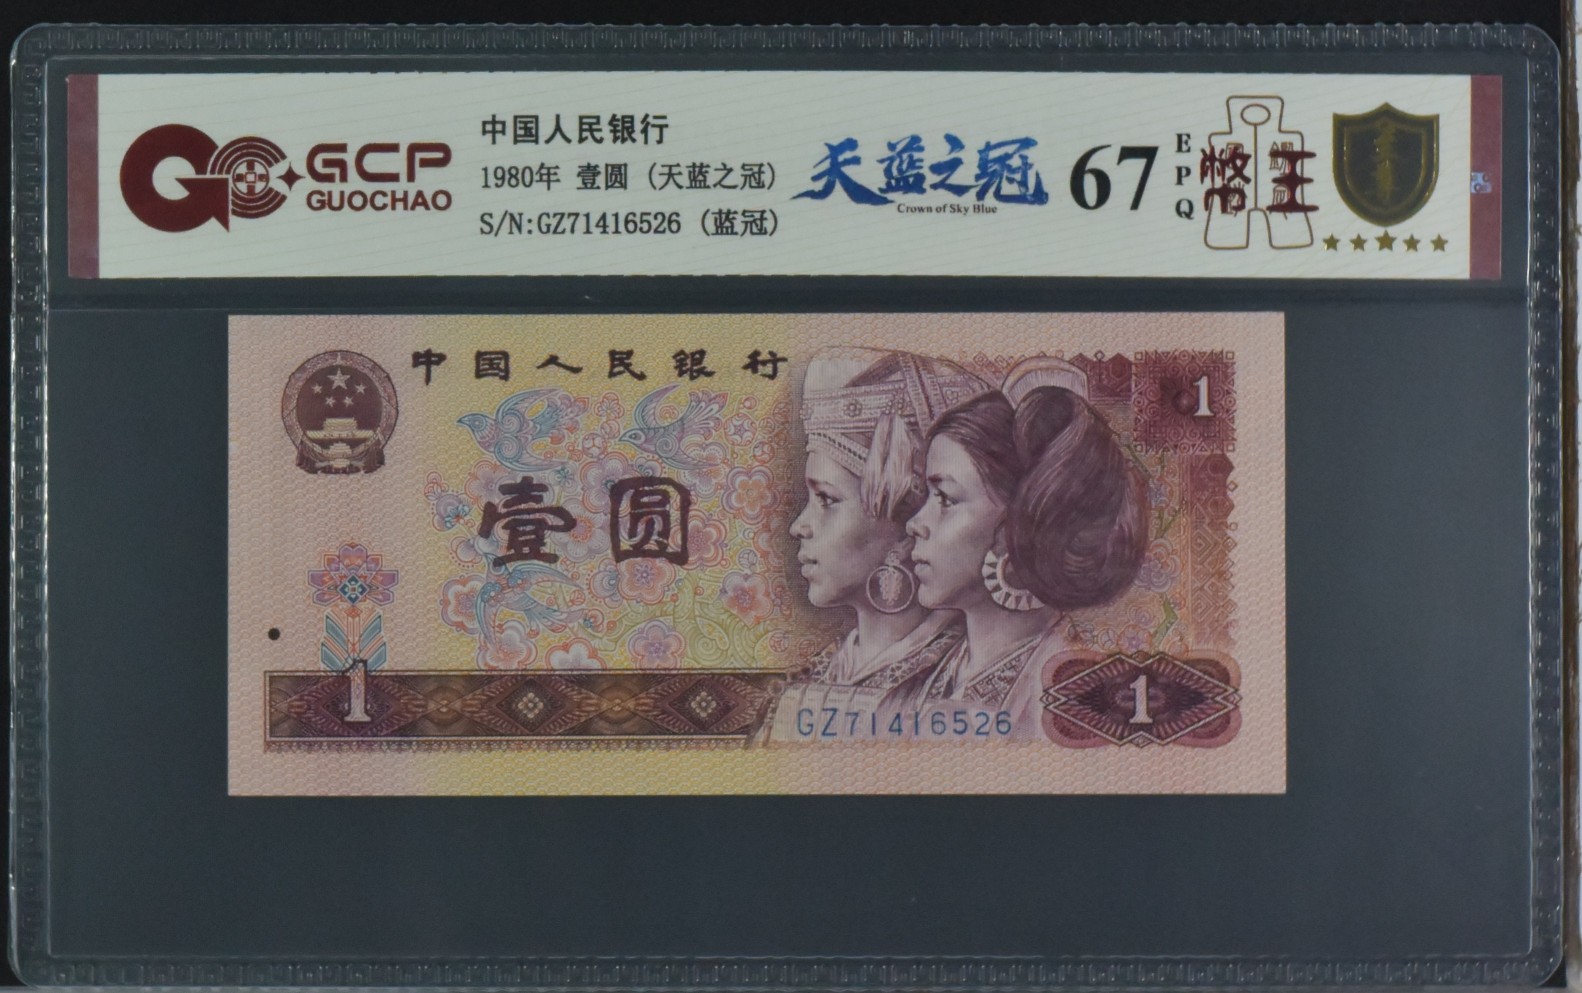 GCP
GUOCHAO
中国人民银行
1980年 壹圆 (天蓝之冠)
S/N:GZ71416526 (蓝冠)
天蓝之冠
Crown of Sky Blue
67
EPQ
中国人民银行
1
壹圆
1
GZ71416526
1